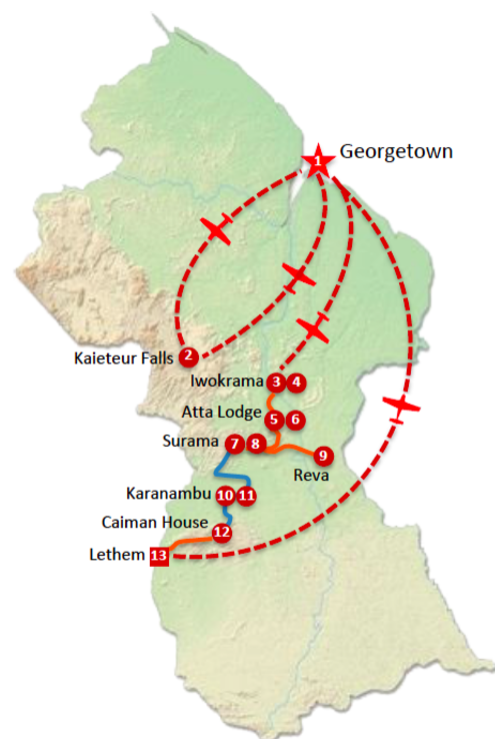 1 Georgetown
Kaieteur Falls 2
Iwokrama 3 4
Atta Lodge 5 6
Surama 7 8
9
Reva
Karanambu 10 11
Caiman House
12
Lethem 13